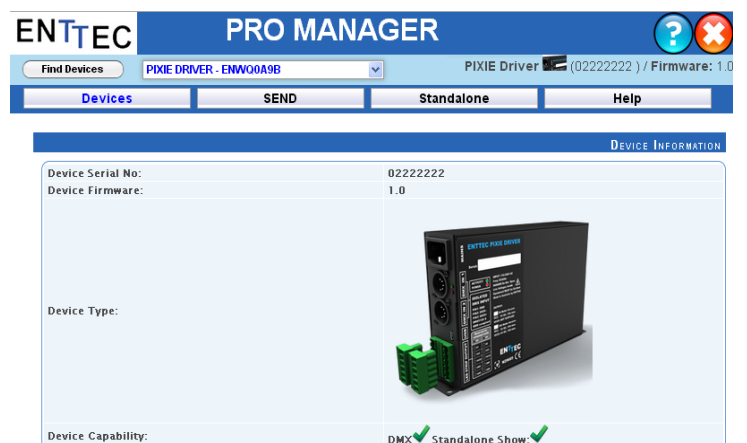 ENTTEC PRO MANAGER ?
Find Devices PIXIE DRIVER - ENWQ0A9B PIXIE Driver (02222222 ) / Firmware: 1.0
Devices SEND Standalone Help
DEVICE INFORMATION
Device Serial No: 02222222
Device Firmware: 1.0
ENTTEC PIXIE DRIVER
Device Type:
ENTTEC
Device Capability: DMX Standalone Show: